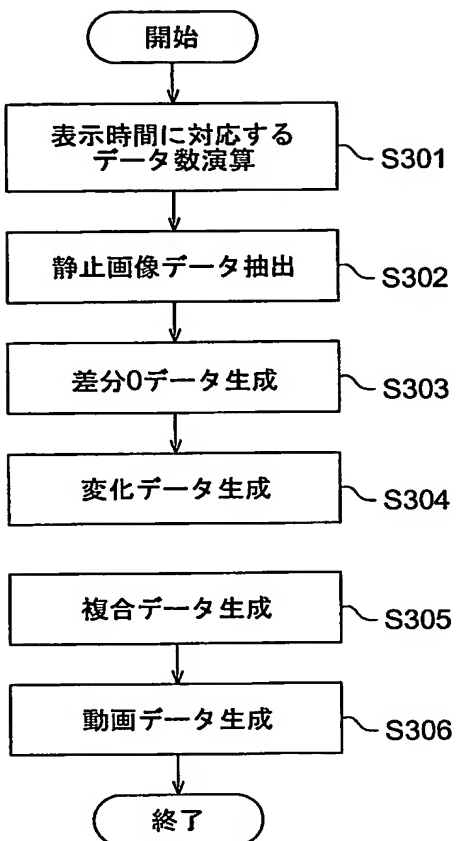 開始
表示時間に対応する
データ数演算
S301
静止画像データ抽出
S302
差分0データ生成
S303
変化データ生成
S304
複合データ生成
S305
動画データ生成
S306
終了